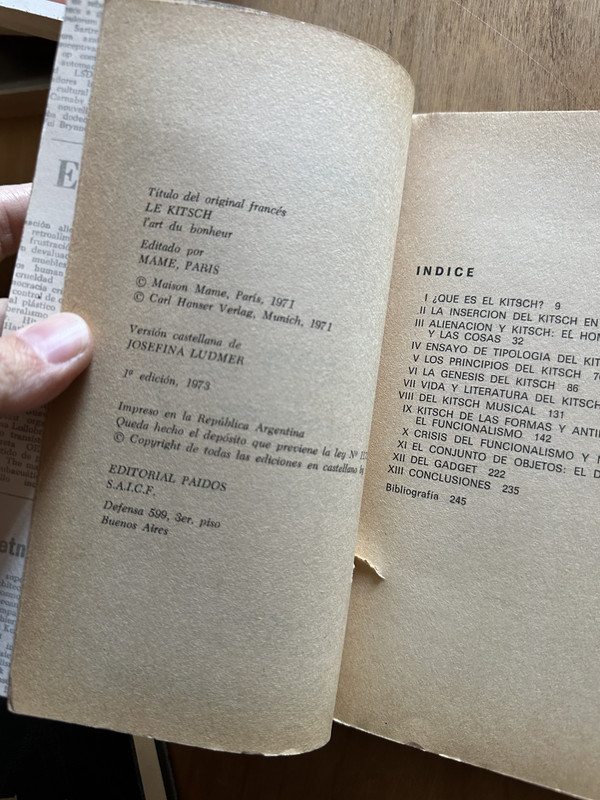 Título del original francés
LE KITSCH
l'art du bonheur
Editado por
MAME, PARIS
© Maison Mame, París, 1971
© Carl Hanser Verlag, Munich, 1971
Versión castellana de
JOSEFINA LUDMER
1ª edición, 1973
Impreso en la República Argentina
Queda hecho el depósito que previene la ley Nº
© Copyright de todas las ediciones en castellano by
EDITORIAL PAIDOS
S.A.I.C.F.
Defensa 599, 3er. piso
Buenos Aires
INDICE
I ¿QUE ES EL KITSCH? 9
II LA INSERCION DEL KITSCH EN
III ALIENACION Y KITSCH: EL
Y LAS COSAS 32
IV ENSAYO DE TIPOLOGIA DEL
V LOS PRINCIPIOS DEL KITSCH
VI LA GENESIS DEL KITSCH 86
VII VIDA Y LITERATURA DEL KITSCH
VIII DEL KITSCH MUSICAL 131
IX KITSCH DE LAS FORMAS Y
EL FUNCIONALISMO 142
X CRISIS DEL FUNCIONALISMO Y
XI EL CONJUNTO DE OBJETOS: EL
XII DEL GADGET 222
XIII CONCLUSIONES 235
Bibliografía 245